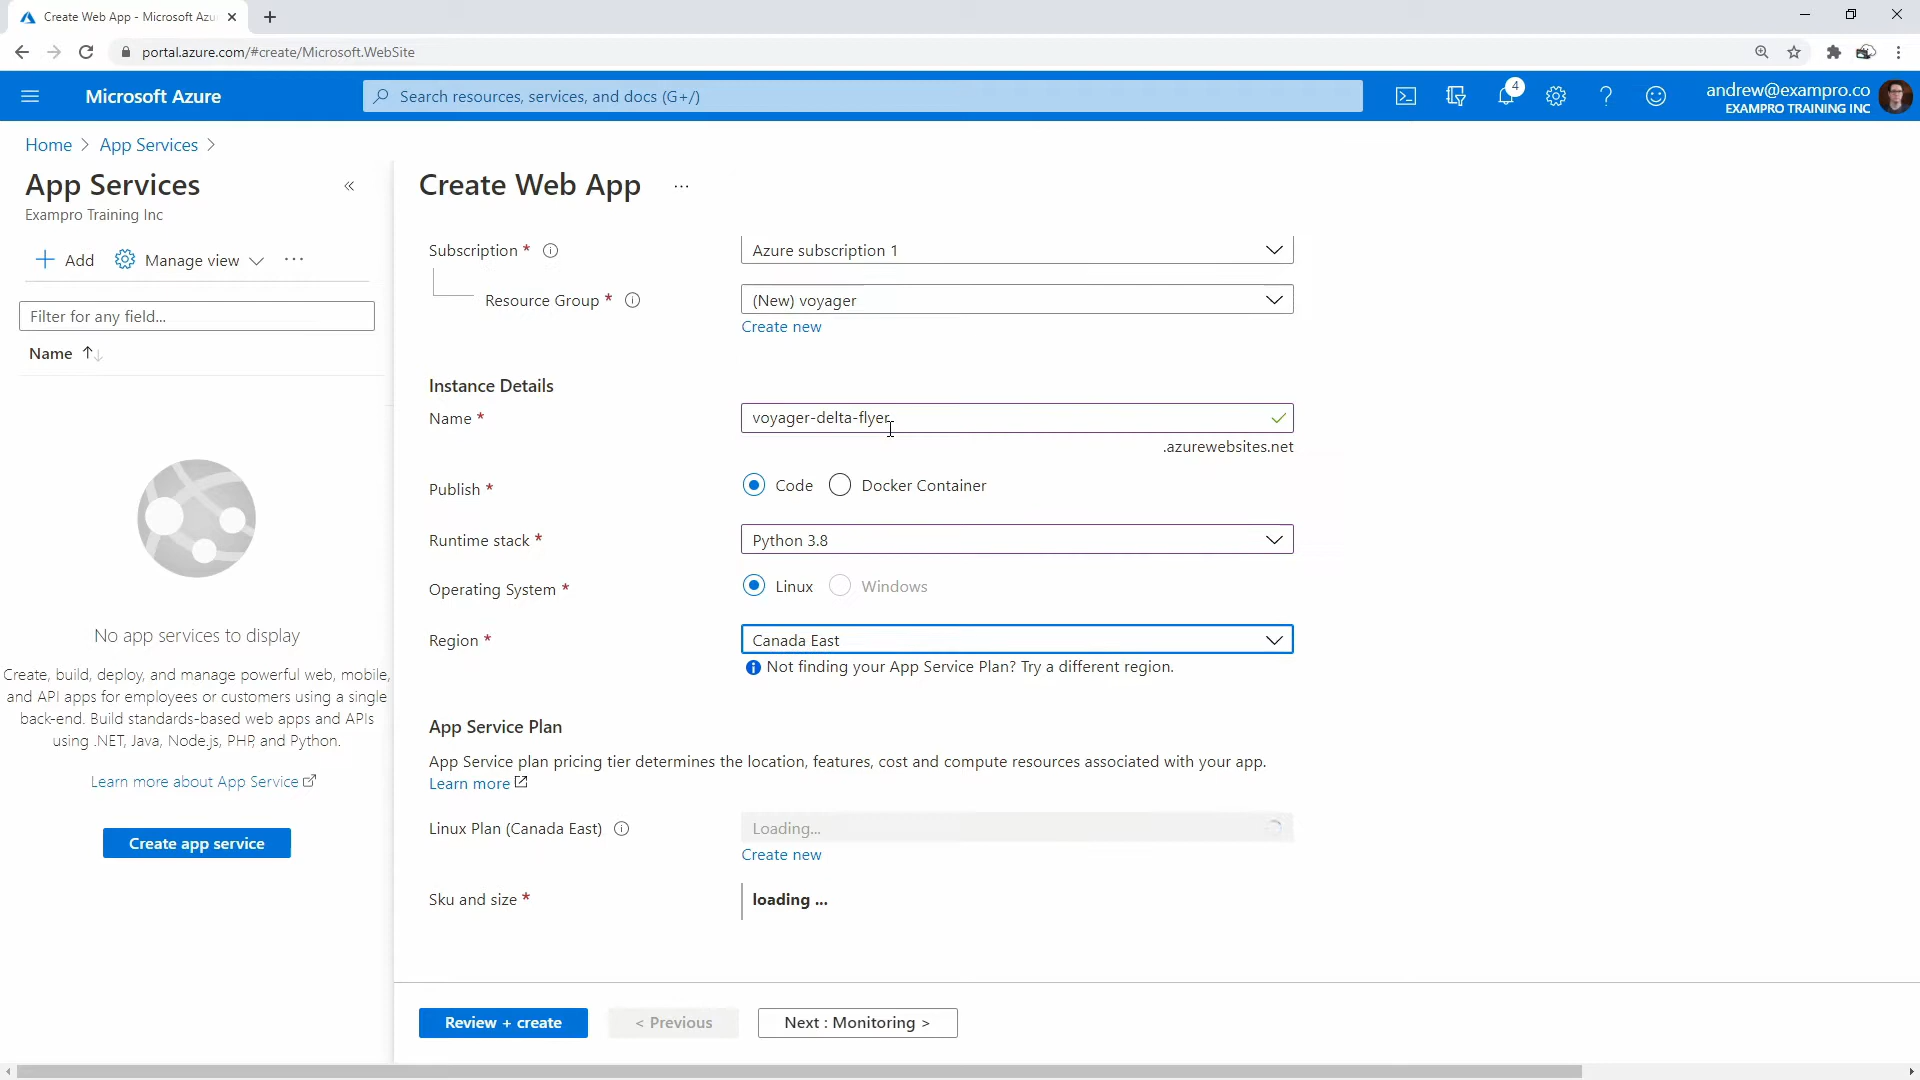 Create Web App - Microsoft Azu
portal.azure.com/#create/Microsoft.WebSite
Microsoft Azure
Search resources, services, and docs (G+/)
4
andrew@exampro.co
EXAMPRO TRAINING INC
Home > App Services >
App Services
Exampro Training Inc
Add
Manage view
Filter for any field...
Name
No app services to display
Create, build, deploy, and manage powerful web, mobile,
and API apps for employees or customers using a single
back-end. Build standards-based web apps and APIs
using .NET, Java, Node.js, PHP, and Python.
Learn more about App Service
Create app service
Create Web App
Subscription *
Azure subscription 1
Resource Group *
(New) voyager
Create new
Instance Details
Name *
voyager-delta-flyer
.azurewebsites.net
Publish *
Code
Docker Container
Runtime stack *
Python 3.8
Operating System *
Linux
Windows
Region *
Canada East
Not finding your App Service Plan? Try a different region.
App Service Plan
App Service plan pricing tier determines the location, features, cost and compute resources associated with your app.
Learn more
Linux Plan (Canada East)
Loading...
Create new
Sku and size *
loading ...
Review + create
< Previous
Next : Monitoring >